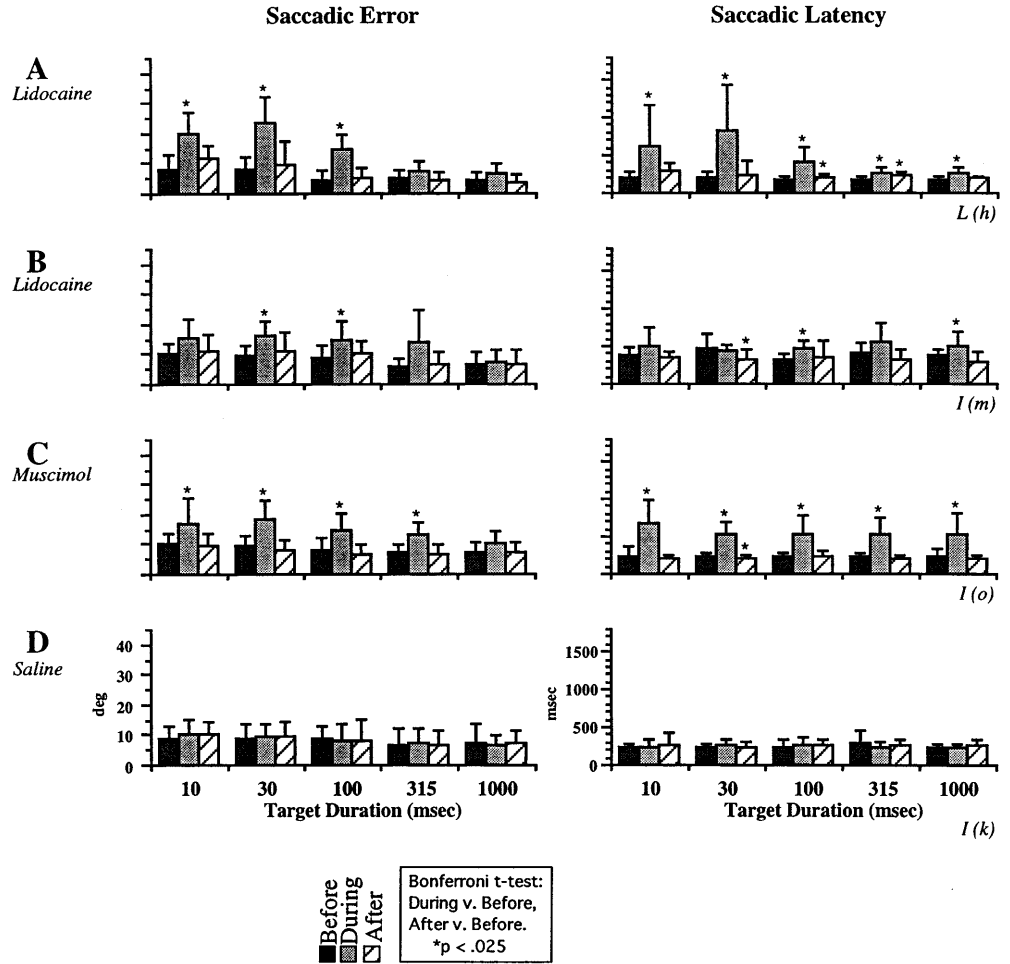 Saccadic Error
Saccadic Latency
A
Lidocaine
* * *
* * * * * * *
L (h)
B
Lidocaine
* *
* * *
I (m)
C
Muscimol
* * * *
* * * * * *
I (o)
D
Saline
deg
40
30
20
10
0
msec
1500
1000
500
0
10 30 100 315 1000
Target Duration (msec)
10 30 100 315 1000
Target Duration (msec)
I (k)
Before
During
After
Bonferroni t-test:
During v. Before,
After v. Before.
*p < .025